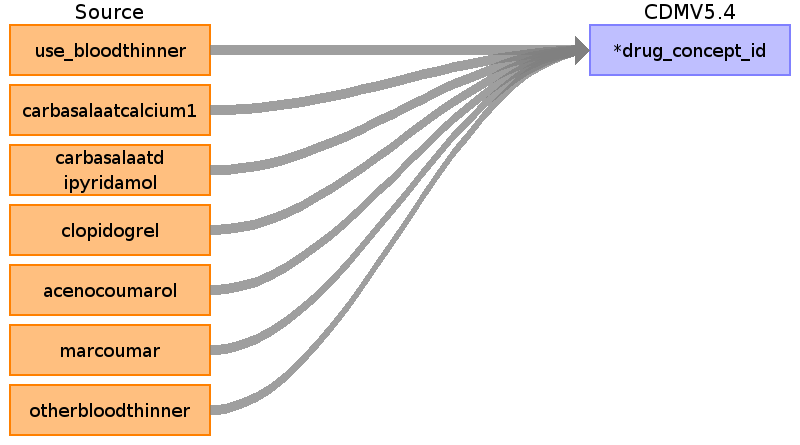 Source
CDMV5.4
use_bloodthinner
*drug_concept_id
carbasalaatcalcium1
carbasalaatd
ipyridamol
clopidogrel
acenocoumarol
marcoumar
otherbloodthinner